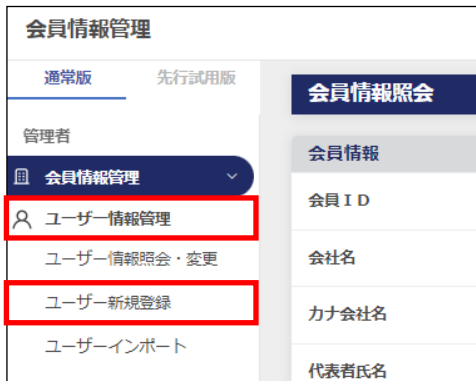 会員情報管理
通常版
先行試用版
管理者
会員情報管理
ユーザー情報管理
ユーザー情報照会・変更
ユーザー新規登録
ユーザーインポート
会員情報照会
会員情報
会員ＩＤ
会社名
カナ会社名
代表者氏名